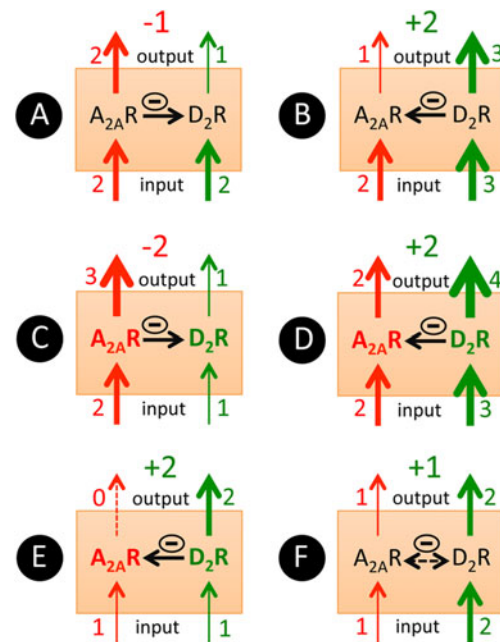 -1 +2
2 output 1 1 output 3
A A₂ₐR ⊖ D₂R B A₂ₐR ⊖ D₂R
2 input 2 2 input 3
-2 +2
3 output 1 2 output 4
C A₂ₐR ⊖ D₂R D A₂ₐR ⊖ D₂R
2 input 1 2 input 3
+2 +1
0 output 2 1 output 2
E A₂ₐR ⊖ D₂R F A₂ₐR ⊖ D₂R
1 input 1 1 input 2